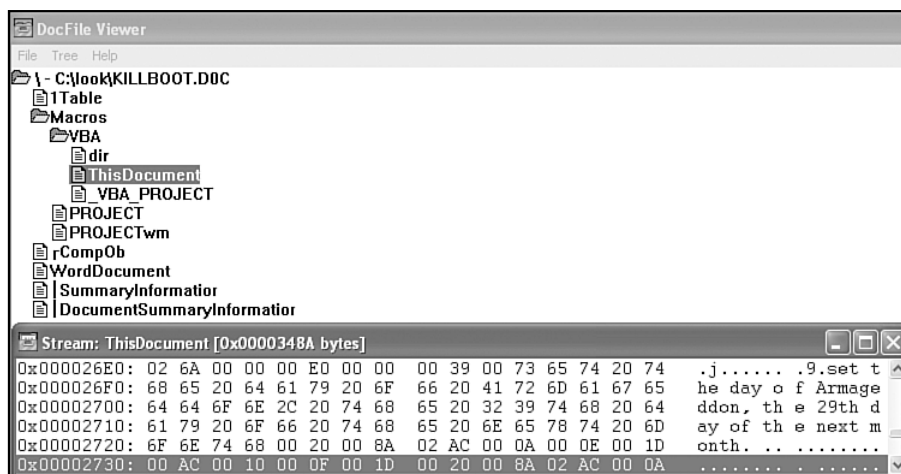 DocFile Viewer
File Tree Help
\ - C:\look\KILLBOOT.D0C
1Table
Macros
VBA
dir
ThisDocument
_VBA_PROJECT
PROJECT
PROJECTwm
┌CompOb
WordDocument
|SummaryInformatior
|DocumentSummaryInformatior
Stream: ThisDocument [0x0000348A bytes]
0x000026E0: 02 6A 00 00 00 E0 00 00 00 39 00 73 65 74 20 74 .j...... .9.set t
0x000026F0: 68 65 20 64 61 79 20 6F 66 20 41 72 6D 61 67 65 he day o f Armage
0x00002700: 64 64 6F 6E 2C 20 74 68 65 20 32 39 74 68 20 64 ddon, th e 29th d
0x00002710: 61 79 20 6F 66 20 74 68 65 20 6E 65 78 74 20 6D ay of th e next m
0x00002720: 6F 6E 74 68 00 20 00 8A 02 AC 00 0A 00 0E 00 1D onth. .. ........
0x00002730: 00 AC 00 10 00 0F 00 1D 00 20 00 8A 02 AC 00 0A ........ . ......